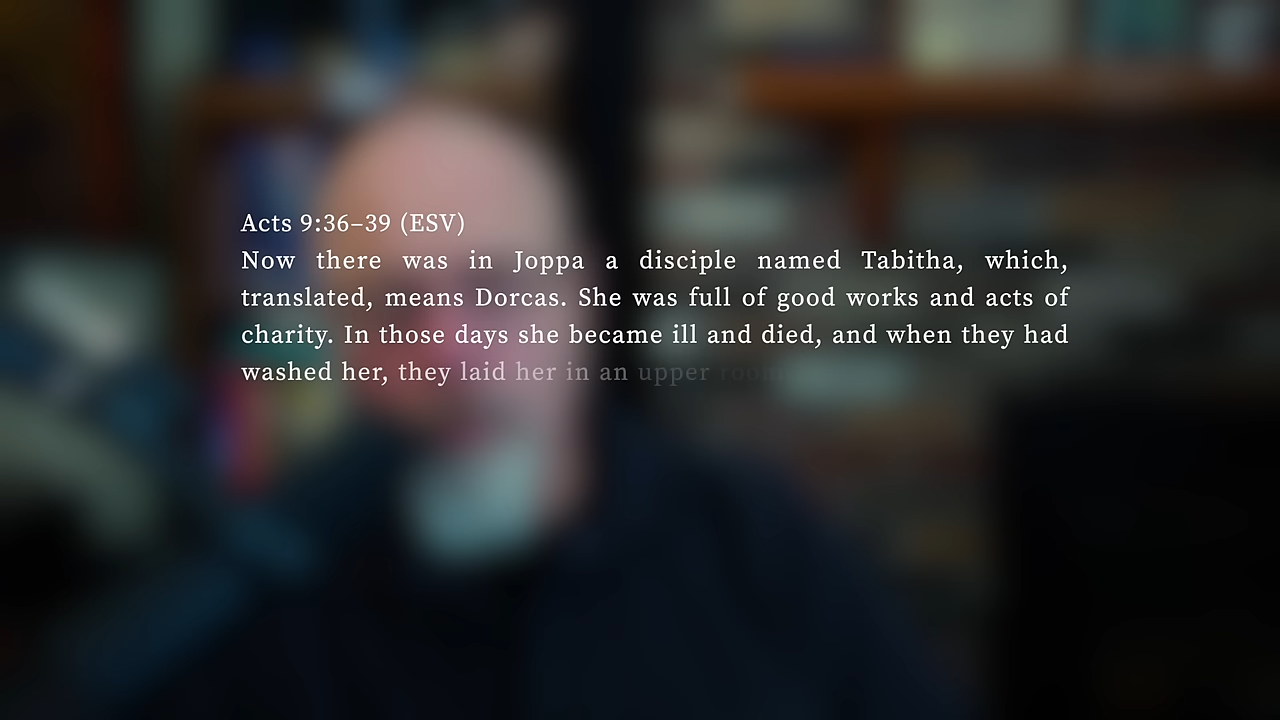 Acts 9:36–39 (ESV)
Now there was in Joppa a disciple named Tabitha, which,
translated, means Dorcas. She was full of good works and acts of
charity. In those days she became ill and died, and when they had
washed her, they laid her in an upper room